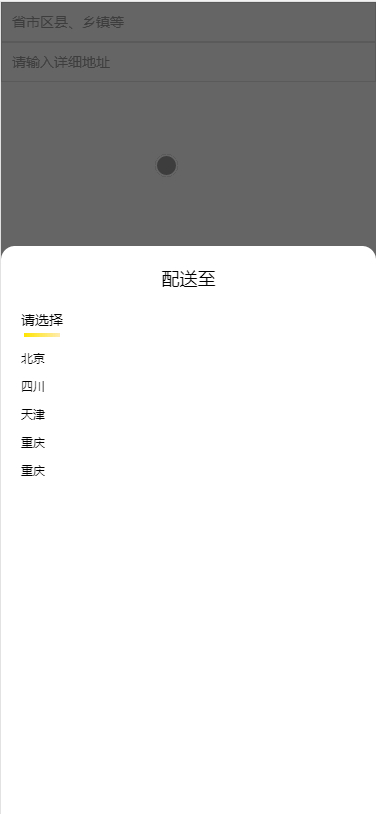 省市区县、乡镇等
请输入详细地址
配送至
请选择
北京
四川
天津
重庆
重庆